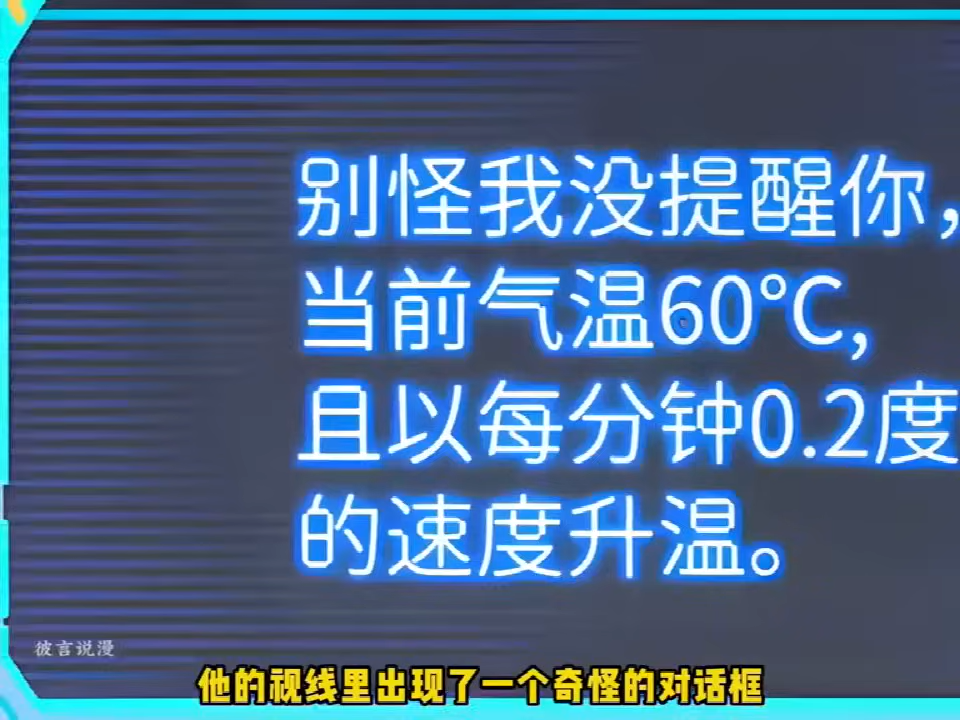 别怪我没提醒你，
当前气温60℃，
且以每分钟0.2度
的速度升温。
彼言说漫
他的视线里出现了一个奇怪的对话框